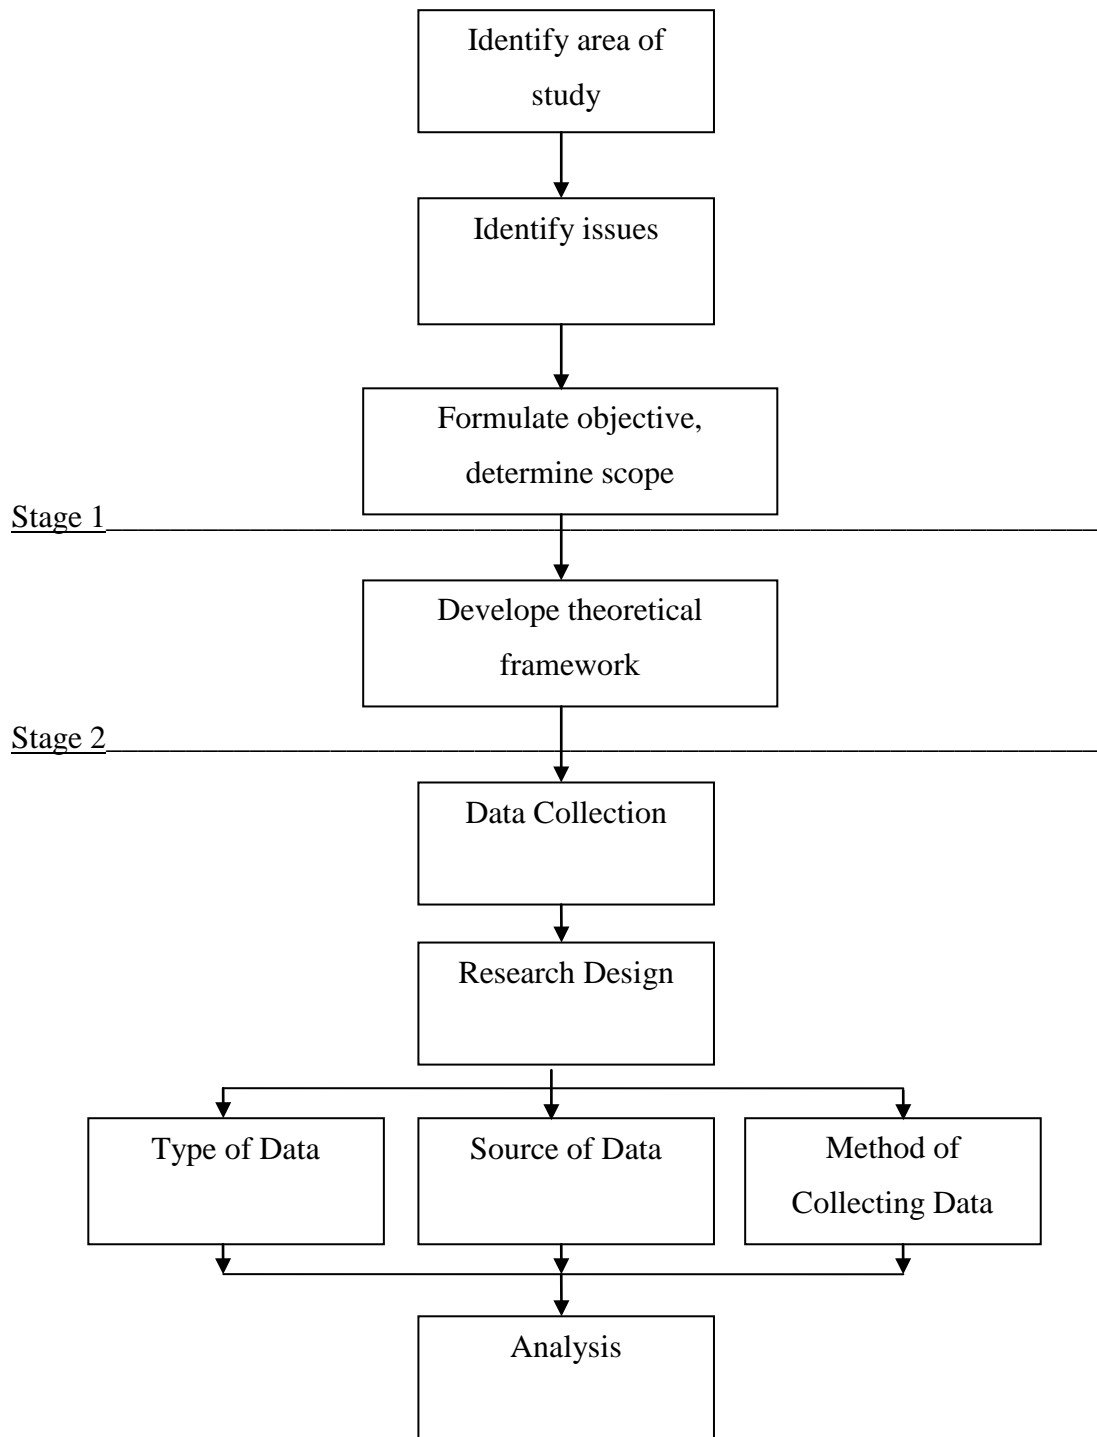 Identify area of
study
Identify issues
Formulate objective,
determine scope
Stage 1
Develope theoretical
framework
Stage 2
Data Collection
Research Design
Type of Data
Source of Data
Method of
Collecting Data
Analysis